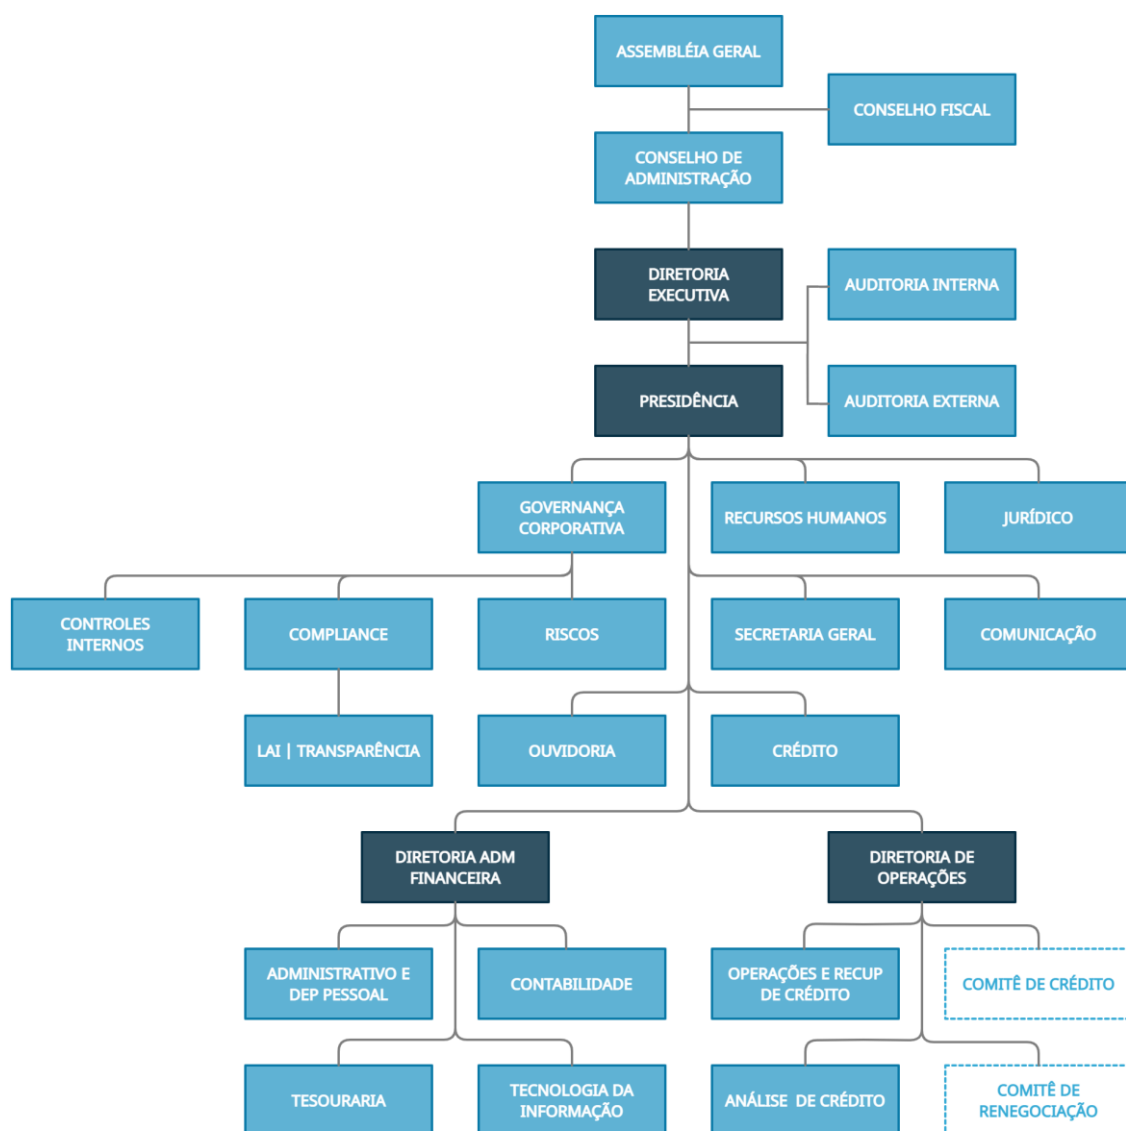 ASSEMBLÉIA GERAL
CONSELHO FISCAL
CONSELHO DE
ADMINISTRAÇÃO
DIRETORIA
EXECUTIVA
AUDITORIA INTERNA
PRESIDÊNCIA
AUDITORIA EXTERNA
GOVERNANÇA
CORPORATIVA
RECURSOS HUMANOS
JURÍDICO
CONTROLES
INTERNOS
COMPLIANCE
RISCOS
SECRETARIA GERAL
COMUNICAÇÃO
LAI | TRANSPARÊNCIA
OUVIDORIA
CRÉDITO
DIRETORIA ADM
FINANCEIRA
DIRETORIA DE
OPERAÇÕES
ADMINISTRATIVO E
DEP PESSOAL
CONTABILIDADE
OPERAÇÕES E RECUP
DE CRÉDITO
COMITÊ DE CRÉDITO
TESOURARIA
TECNOLOGIA DA
INFORMAÇÃO
ANÁLISE DE CRÉDITO
COMITÊ DE
RENEGOCIAÇÃO